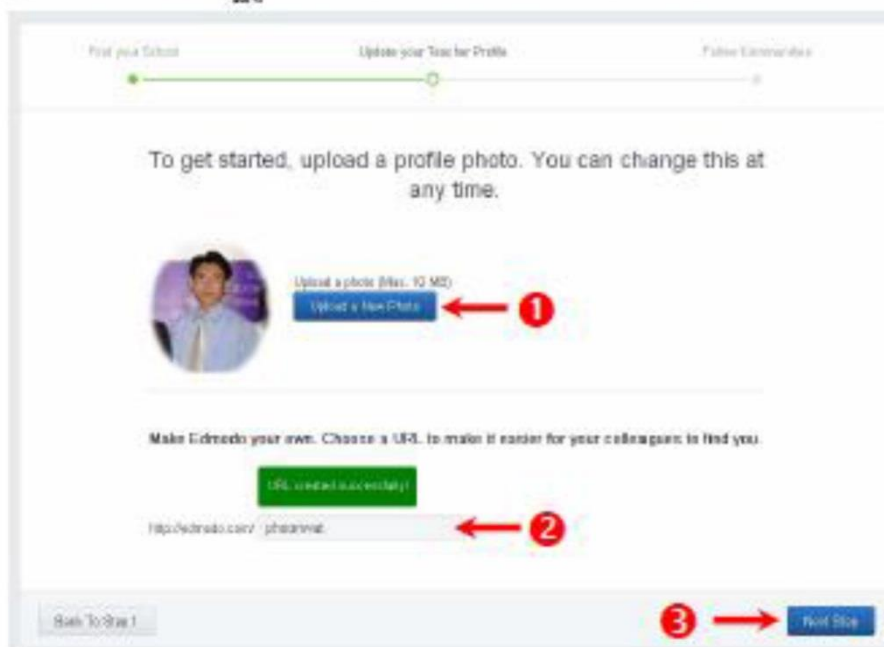 Find your School
Update your Teacher Profile
Follow Communities
To get started, upload a profile photo. You can change this at
any time.
Upload a photo (Max. 10 MB)
Upload a New Photo
1
Make Edmodo your own. Choose a URL to make it easier for your colleagues to find you.
URL created successfully!
http://edmodo.com/
2
Back To Step 1
3
Next Step